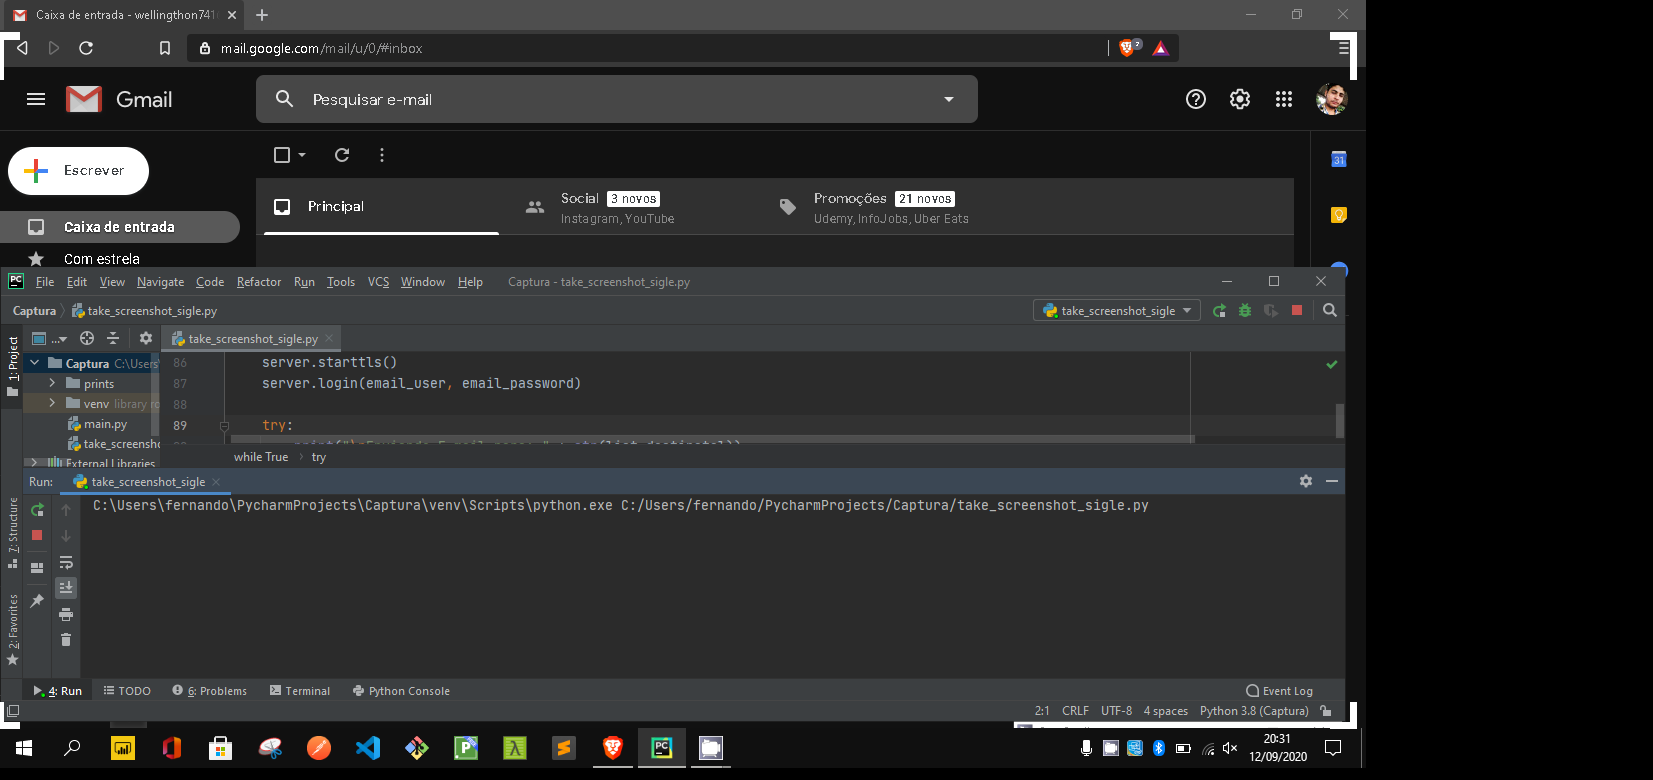 Caixa de entrada - wellingthon741
mail.google.com/mail/u/0/#inbox
Gmail
Pesquisar e-mail
Escrever
Principal
Social 3 novos
Instagram, YouTube
Promoções 21 novos
Udemy, InfoJobs, Uber Eats
Caixa de entrada
Com estrela
31
PC File Edit View Navigate Code Refactor Run Tools VCS Window Help Captura - take_screenshot_sigle.py
Captura take_screenshot_sigle.py
take_screenshot_sigle
1: Project
...
take_screenshot_sigle.py
Captura C:\Users\
prints
venv library ro
main.py
take_screensho
External Libraries
86 server.starttls()
87 server.login(email_user, email_password)
88
89 try:
while True try
Run: take_screenshot_sigle
C:\Users\fernando\PycharmProjects\Captura\venv\Scripts\python.exe C:/Users/fernando/PycharmProjects/Captura/take_screenshot_sigle.py
7: Structure
2: Favorites
4: Run TODO 6: Problems Terminal Python Console Event Log
2:1 CRLF UTF-8 4 spaces Python 3.8 (Captura)
20:31
12/09/2020